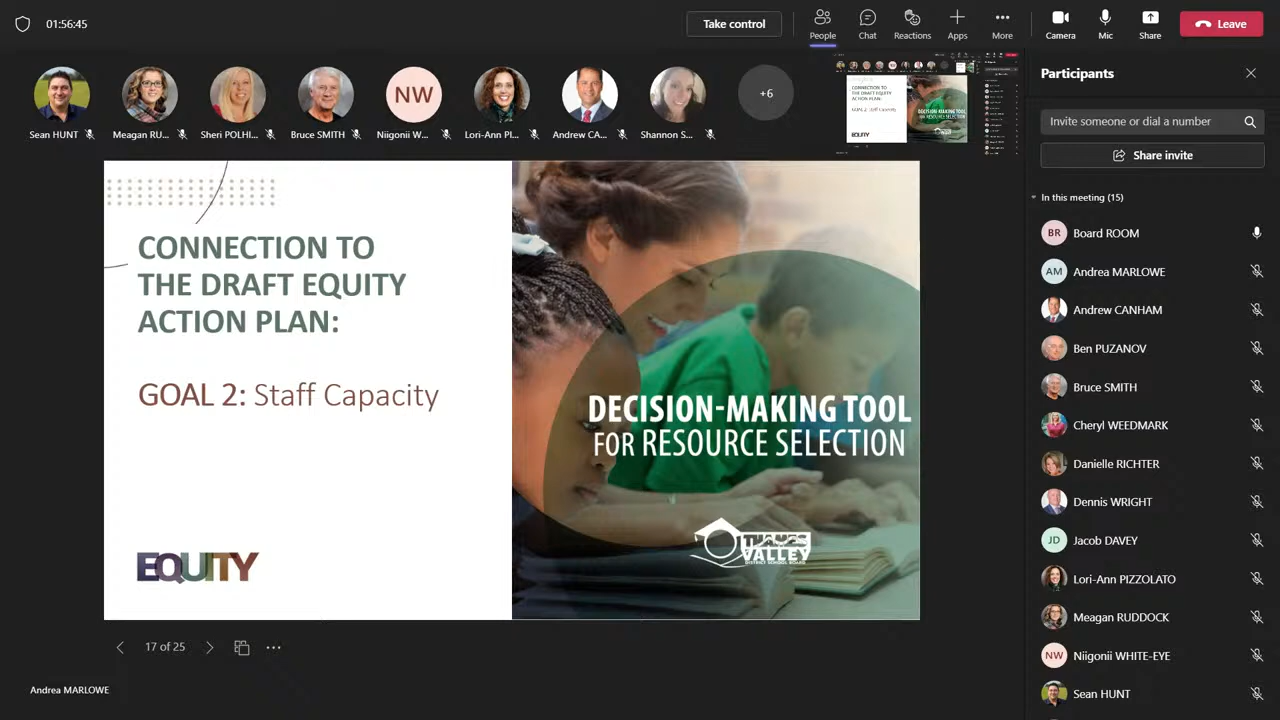 01:56:45
Take control
People
Chat
Reactions
Apps
More
Camera
Mic
Share
Leave
Sean HUNT
Meagan RU...
Sheri POLHI...
Bruce SMITH
NW
Niigonii W...
Lori-Ann PI...
Andrew CA...
Shannon S...
+6
CONNECTION TO
THE DRAFT EQUITY
ACTION PLAN:
GOAL 2: Staff Capacity
EQUITY
DECISION-MAKING TOOL
FOR RESOURCE SELECTION
THAMES
VALLEY
DISTRICT SCHOOL BOARD
17 of 25
Andrea MARLOWE
Participants
Invite someone or dial a number
Share invite
In this meeting (15)
BR Board ROOM
AM Andrea MARLOWE
Andrew CANHAM
Ben PUZANOV
Bruce SMITH
Cheryl WEEDMARK
Danielle RICHTER
Dennis WRIGHT
JD Jacob DAVEY
Lori-Ann PIZZOLATO
Meagan RUDDOCK
NW Niigonii WHITE-EYE
Sean HUNT